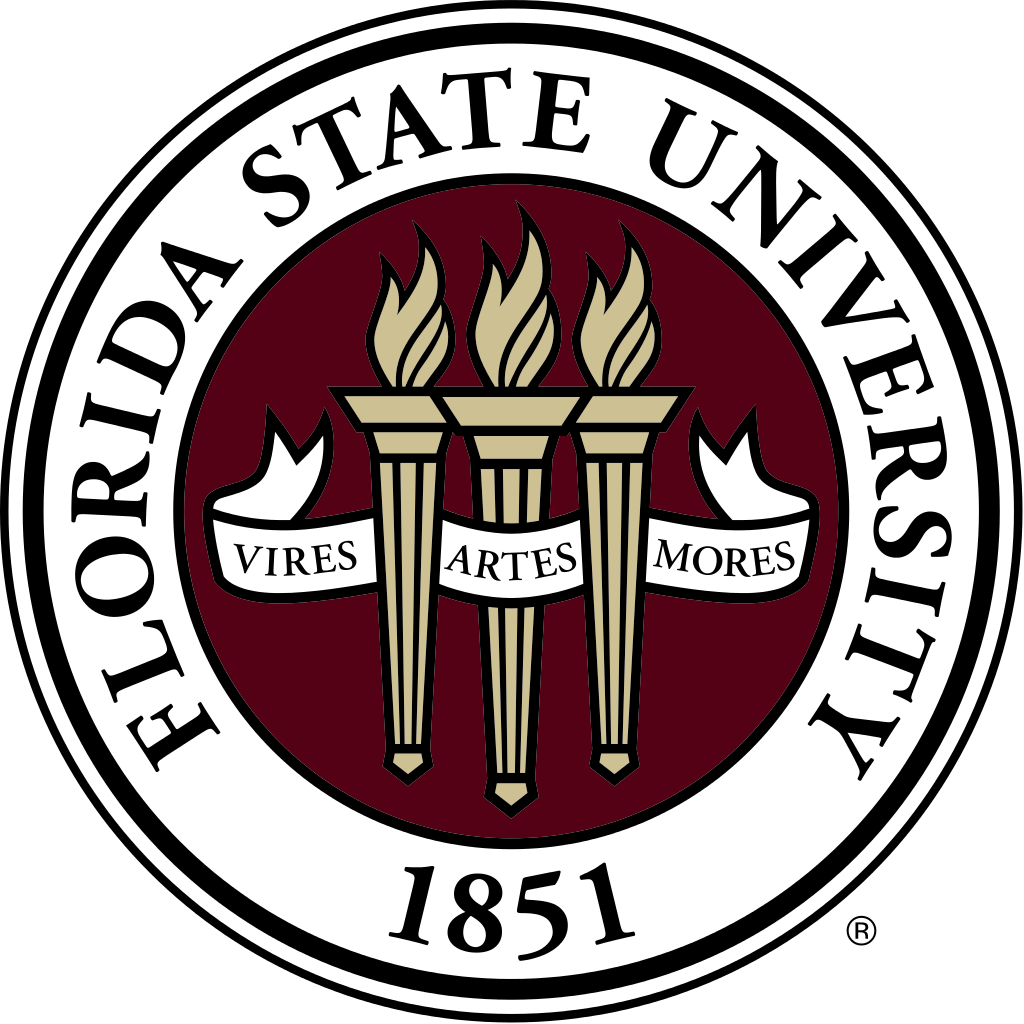 FLORIDA STATE UNIVERSITY
VIRES ARTES MORES
1851
®